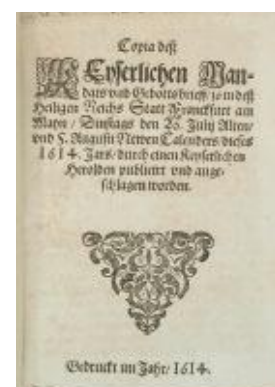 Copia deß
Keyserlichen Man-
dats vnd Gebottsbrieff/ so in deß
Heiligen Reichs Statt Franckfurt am
Mayn / Dinstags den 26. Julij Alten/
vnd 5. Augusti Newen Calenders/ dieses
1614. Jars/ durch einen Keyserlichen
Herolden publicirt vnd ange-
schlagen worden.
Gedruckt im Jahr/ 1614.